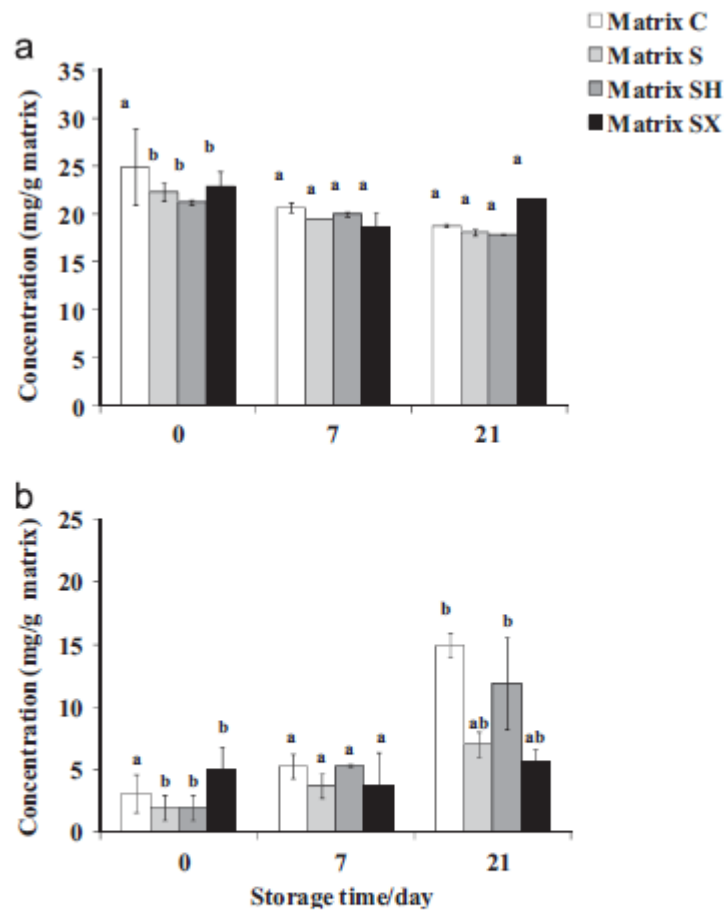 Matrix C
Matrix S
Matrix SH
Matrix SX
a
Concentration (mg/g matrix)
35
30
25
20
15
10
5
0
a b b b
a a a a
a a a a
0 7 21
b
Concentration (mg/g matrix)
25
20
15
10
5
0
a b b b
a a a a
b ab b ab
0 7 21
Storage time/day